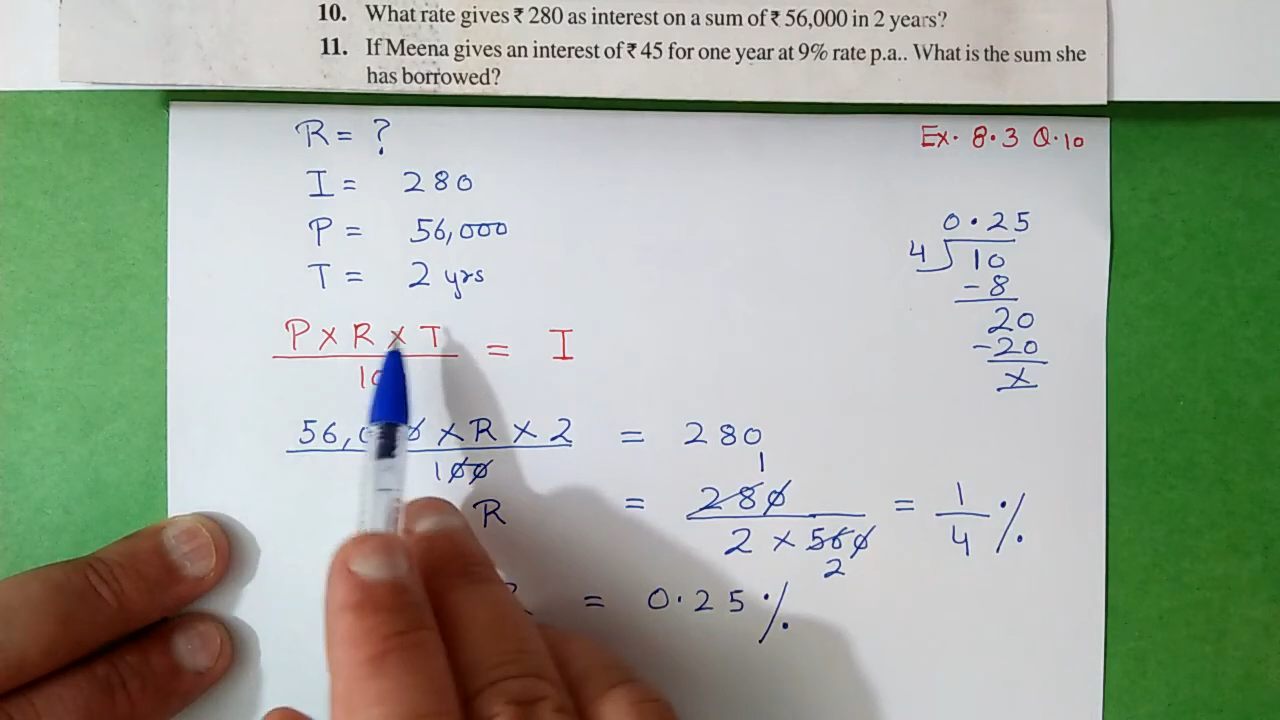 10. What rate gives ₹ 280 as interest on a sum of ₹ 56,000 in 2 years?
11. If Meena gives an interest of ₹ 45 for one year at 9% rate p.a.. What is the sum she
has borrowed?
Ex. 8.3 Q.10
R = ?
I = 280
P = 56,000
T = 2 yrs
P × R × T = I
10
56, × R × 2 = 280
100
R = 280 = 1 %
2 × 560 4
1
2
= 0.25 %
0.25
4 10
-8
20
-20
×